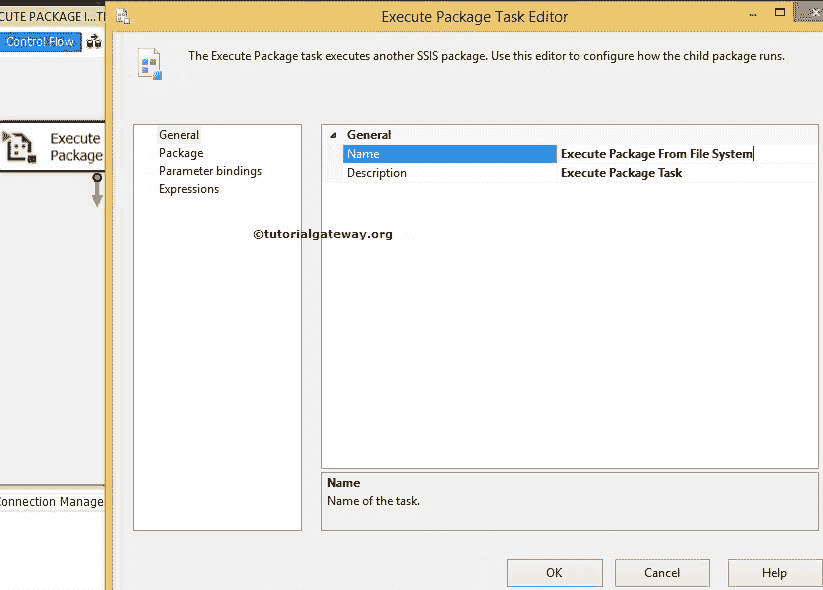 CUTE PACKAGE I...TI
Execute Package Task Editor
Control Flow
The Execute Package task executes another SSIS package. Use this editor to configure how the child package runs.
Execute
Package
General
Package
Parameter bindings
Expressions
General
Name Execute Package From File System
Description Execute Package Task
©tutorialgateway.org
Name
Name of the task.
onnection Manage
OK Cancel Help